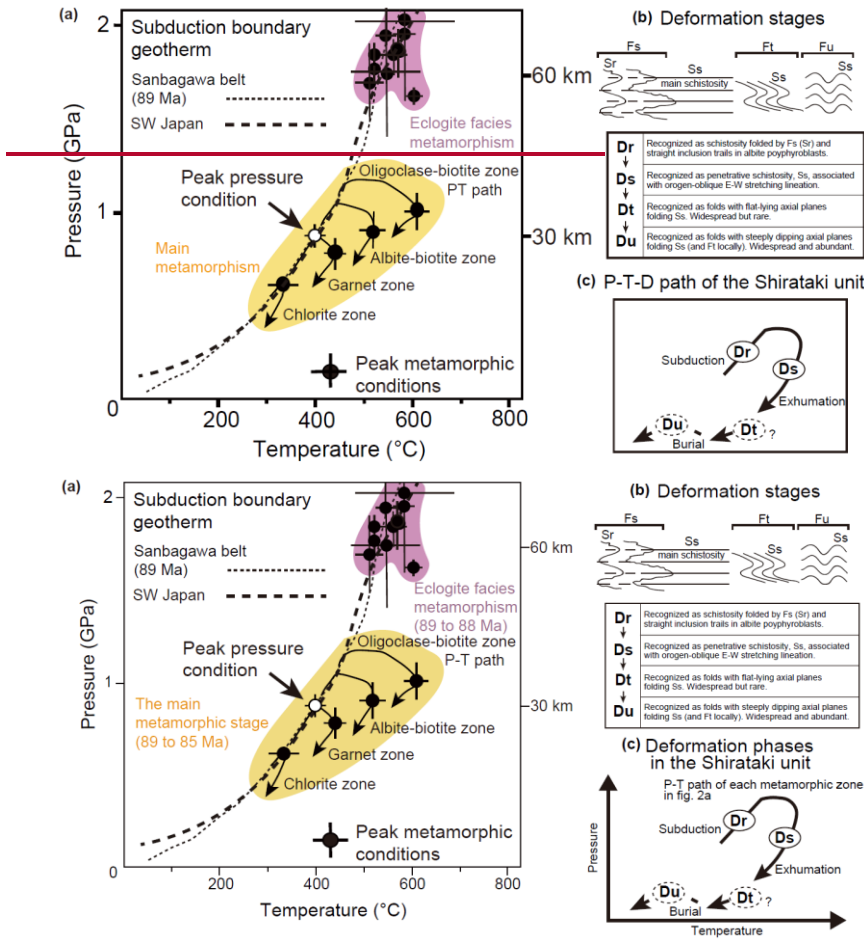 (a)
2
Subduction boundary
geotherm
Sanbagawa belt
(89 Ma)
SW Japan
60 km
Eclogite facies
metamorphism
Pressure (GPa)
Oligoclase-biotite zone
PT path
Peak pressure
condition
1
30 km
Main
metamorphism
Albite-biotite zone
Garnet zone
Chlorite zone
Peak metamorphic
conditions
0
200
400
600
800
Temperature (°C)
(b) Deformation stages
Fs
Ft
Fu
Sr
Ss
Ss
Ss
main schistosity
Dr
Recognized as schistosity folded by Fs (Sr) and
straight inclusion trails in albite poyphyroblasts.
Ds
Recognized as penetrative schistosity, Ss, associated
with orogen-oblique E-W stretching lineation.
Dt
Recognized as folds with flat-lying axial planes
folding Ss. Widespread but rare.
Du
Recognized as folds with steeply dipping axial planes
folding Ss (and Ft locally). Widespread and abundant.
(c) P-T-D path of the Shirataki unit
Subduction
Dr
Ds
Exhumation
Du
Dt
?
Burial
(a)
2
Subduction boundary
geotherm
Sanbagawa belt
(89 Ma)
SW Japan
60 km
Eclogite facies
metamorphism
(89 to 88 Ma)
Pressure (GPa)
Oligoclase-biotite zone
P-T path
Peak pressure
condition
1
30 km
The main
metamorphic stage
(89 to 85 Ma)
Albite-biotite zone
Garnet zone
Chlorite zone
Peak metamorphic
conditions
0
200
400
600
800
Temperature (°C)
(b) Deformation stages
Fs
Ft
Fu
Sr
Ss
Ss
Ss
main schistosity
Dr
Recognized as schistosity folded by Fs (Sr) and
straight inclusion trails in albite poyphyroblasts.
Ds
Recognized as penetrative schistosity, Ss, associated
with orogen-oblique E-W stretching lineation.
Dt
Recognized as folds with flat-lying axial planes
folding Ss. Widespread but rare.
Du
Recognized as folds with steeply dipping axial planes
folding Ss (and Ft locally). Widespread and abundant.
(c) Deformation phases
in the Shirataki unit
P-T path of each metamorphic zone
in fig. 2a
Subduction
Dr
Ds
Exhumation
Du
Dt
?
Burial
Pressure
Temperature